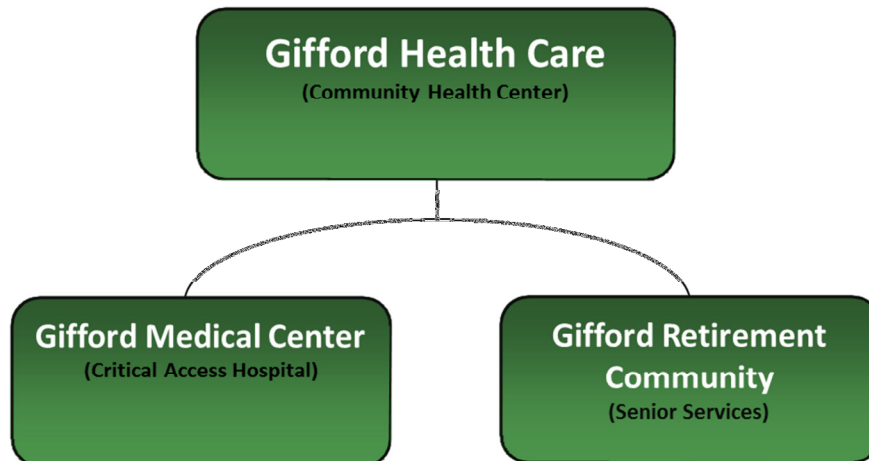 Gifford Health Care
(Community Health Center)
Gifford Medical Center
(Critical Access Hospital)
Gifford Retirement
Community
(Senior Services)